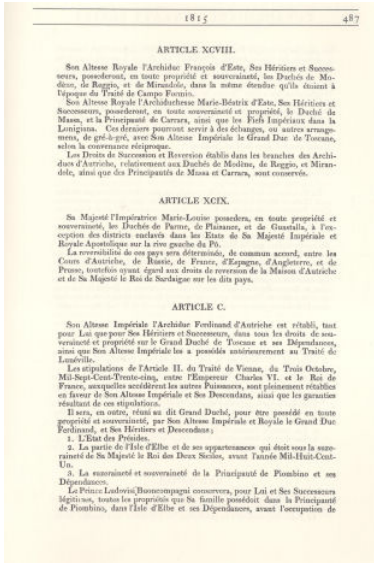 1815
487
ARTICLE XCVIII.
Son Altesse Royale l'Archiduc François d'Este, Ses Héritiers et Succes-
seurs, possederont, en toute propriété et souveraineté, les Duchés de Mo-
dène, de Reggio, et de Mirandole, dans la même étendue qu'ils étoient à
l'époque du Traité de Campo Formio.
Son Altesse Royale l'Archiduchesse Marie-Béatrix d'Este, Ses Héritiers et
Successeurs, posséderont, en toute souveraineté et propriété, le Duché de
Massa, et la Principauté de Carrara, ainsi que les Fiefs Impériaux dans la
Lunigiana. Ces derniers pourront servir à des échanges, ou autres arrange-
mens, de gré-à-gré, avec Son Altesse Impériale le Grand Duc de Toscane,
selon la convenance réciproque.
Les Droits de Succession et Reversion établis dans les branches des Archi-
ducs d'Autriche, relativement aux Duchés de Modène, de Reggio, et Miran-
dole, ainsi que des Principautés de Massa et Carrara, sont conservés.
ARTICLE XCIX.
Sa Majesté l'Impératrice Marie-Louise possedera, en toute propriété et
souveraineté, les Duchés de Parme, de Plaisance, et de Guastalla, à l'ex-
ception des districts enclavés dans les Etats de Sa Majesté Impériale et
Royale Apostolique sur la rive gauche du Pô.
La reversibilité de ces pays sera déterminée, de commun accord, entre les
Cours d'Autriche, de Russie, de France, d'Espagne, d'Angleterre, et de
Prusse, toutefois ayant égard aux droits de reversion de la Maison d'Autriche
et de Sa Majesté le Roi de Sardaigne sur les dits pays.
ARTICLE C.
Son Altesse Impériale l'Archiduc Ferdinand d'Autriche est rétabli, tant
pour Lui que pour Ses Héritiers et Successeurs, dans tous les droits de sou-
veraineté et propriété sur le Grand Duché de Toscane et ses Dépendances,
ainsi que Son Altesse Impériale les a possédés antérieurement au Traité de
Lunéville.
Les stipulations de l'Article II. du Traité de Vienne, du Trois Octobre,
Mil-Sept-Cent-Trente-cinq, entre l'Empereur Charles VI. et le Roi de
France, auxquelles accédèrent les autres Puissances, sont pleinement rétablies
en faveur de Son Altesse Impériale et Ses Descendans, ainsi que les garanties
résultant de ces stipulations.
Il sera, en outre, réuni au dit Grand Duché, pour être possédé en toute
propriété et souveraineté, par Son Altesse Impériale et Royale le Grand Duc
Ferdinand, et Ses Héritiers et Descendans;
1. L'Etat des Présides.
2. La partie de l'Isle d'Elbe et de ses appartenances qui étoit sous la suze-
raineté de Sa Majesté le Roi des Deux Siciles, avant l'année Mil-Huit-Cent-
Un.
3. La suzeraineté et souveraineté de la Principauté de Piombino et ses
Dépendances.
Le Prince Ludovisi Buoncompagni conservera, pour Lui et Ses Successeurs
légitimes, toutes les propriétés que Sa famille possédoit dans la Principauté
de Piombino, dans l'Isle d'Elbe et ses Dépendances, avant l'occupation de